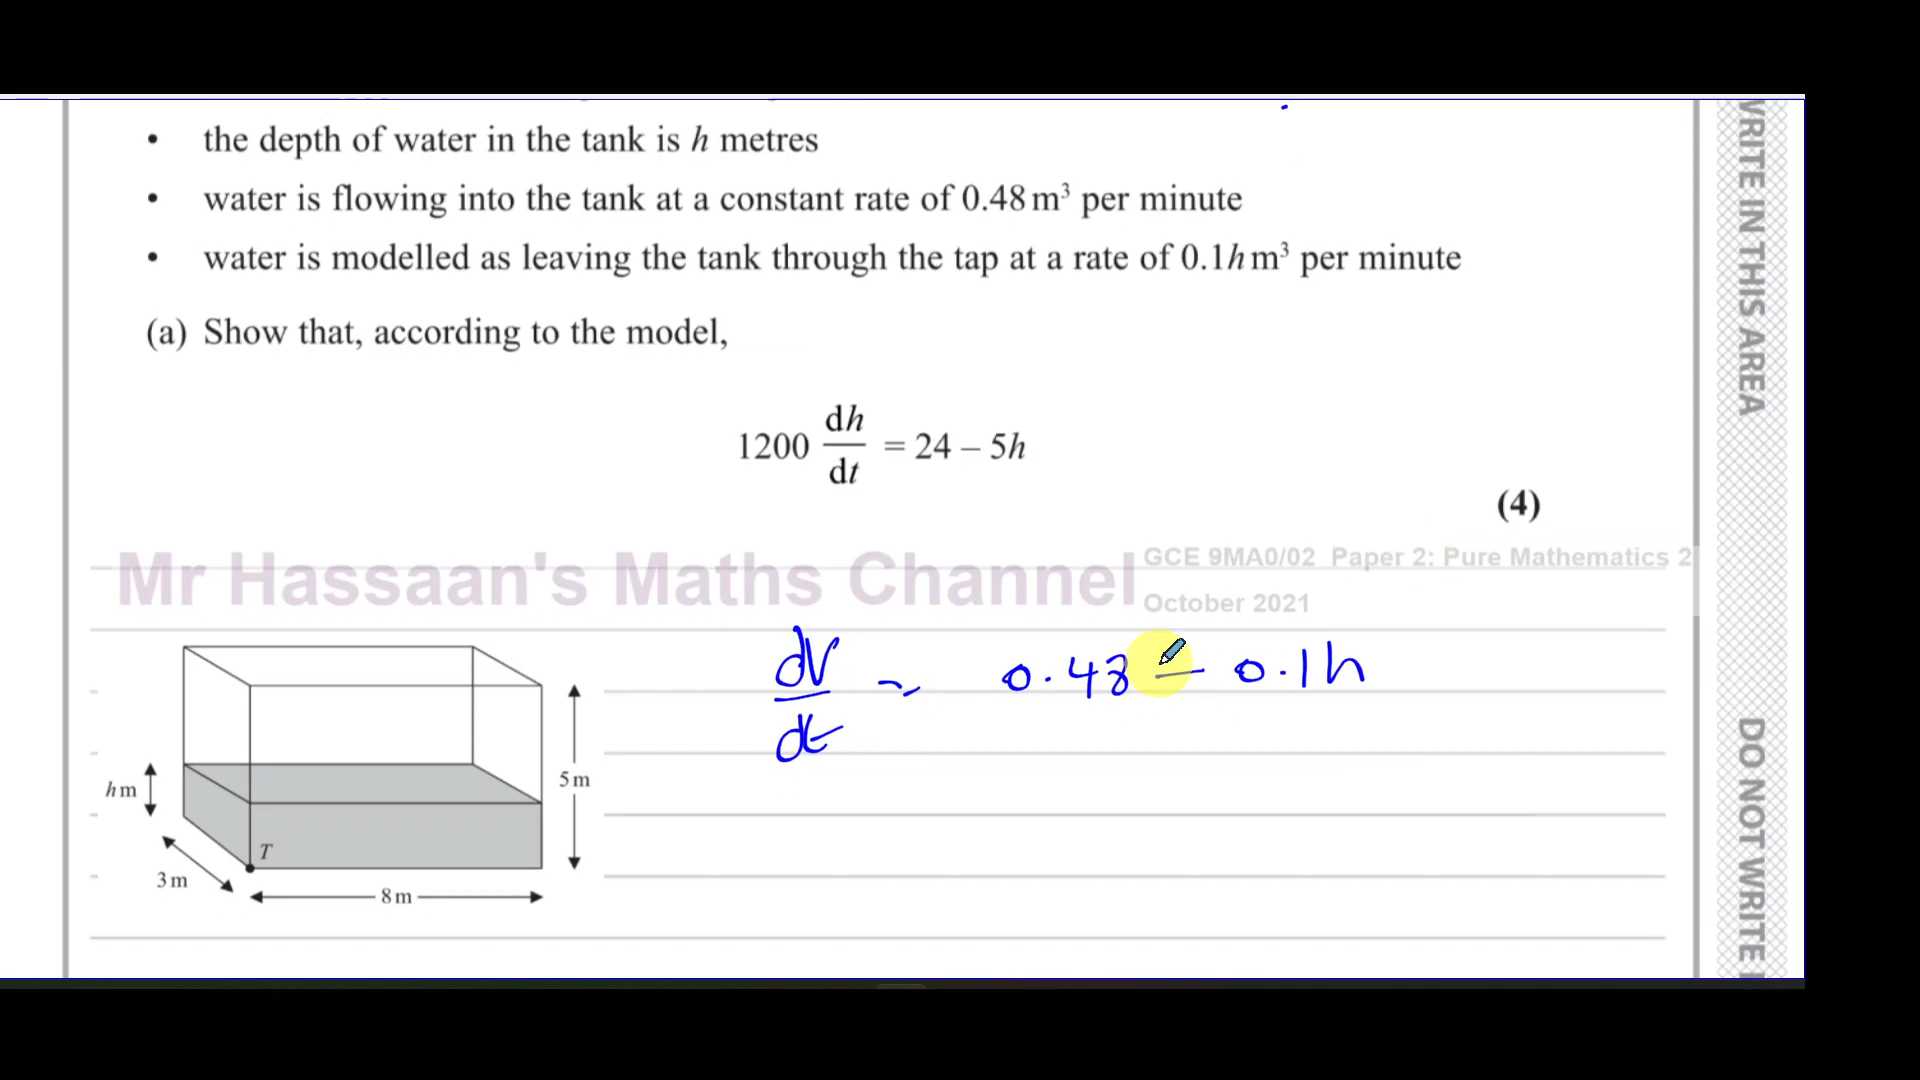 • the depth of water in the tank is h metres
• water is flowing into the tank at a constant rate of 0.48 m³ per minute
• water is modelled as leaving the tank through the tap at a rate of 0.1h m³ per minute
(a) Show that, according to the model,
1200 dh/dt = 24 – 5h
(4)
Mr Hassaan's Maths Channel
GCE 9MA0/02 Paper 2: Pure Mathematics 2
October 2021
dV/dt = 0.48 – 0.1h
h m
5 m
T
3 m
8 m
WRITE IN THIS AREA
DO NOT WRITE